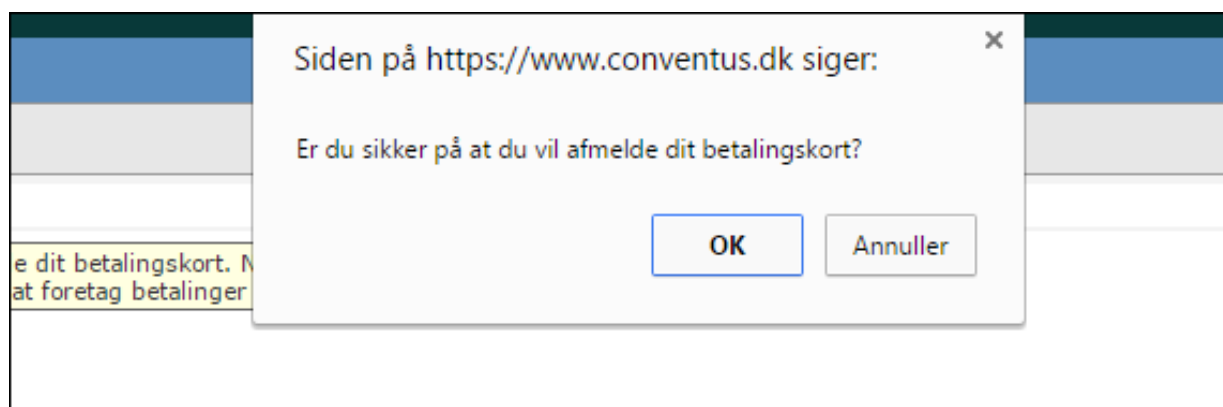 Siden på https://www.conventus.dk siger:
Er du sikker på at du vil afmelde dit betalingskort?
OK
Annuller
e dit betalingskort. N
at foretag betalinger